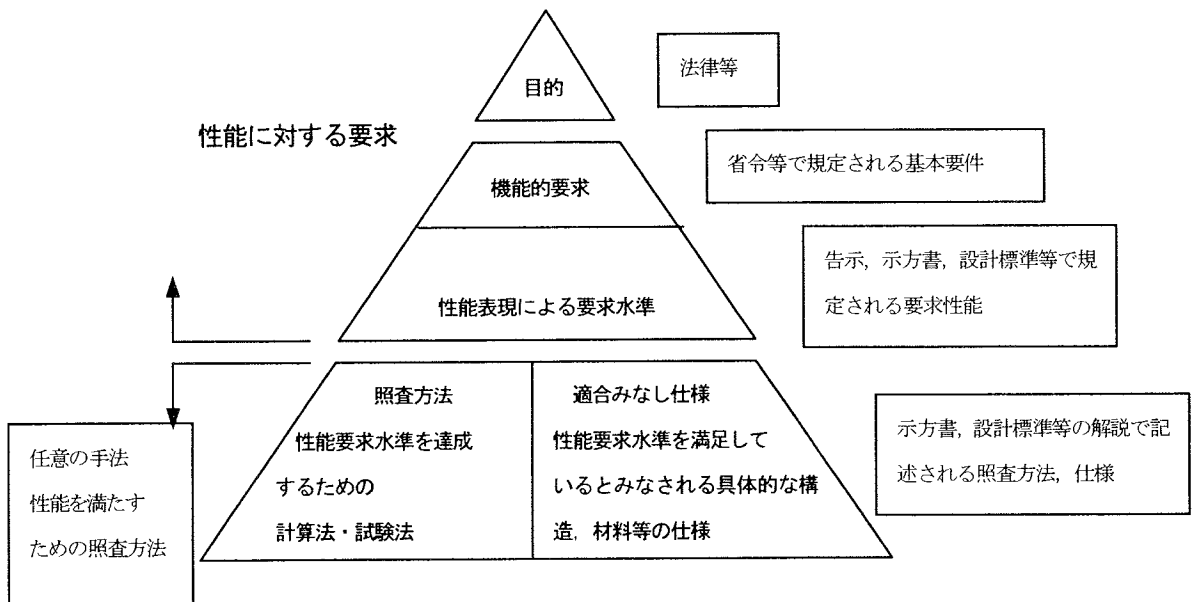 目的
法律等
性能に対する要求
機能的要求
省令等で規定される基本要件
性能表現による要求水準
告示, 示方書, 設計標準等で規
定される要求性能
照査方法
性能要求水準を達成
するための
計算法・試験法
適合みなし仕様
性能要求水準を満足して
いるとみなされる具体的な構
造, 材料等の仕様
示方書, 設計標準等の解説で記
述される照査方法, 仕様
任意の手法
性能を満たす
ための照査方法